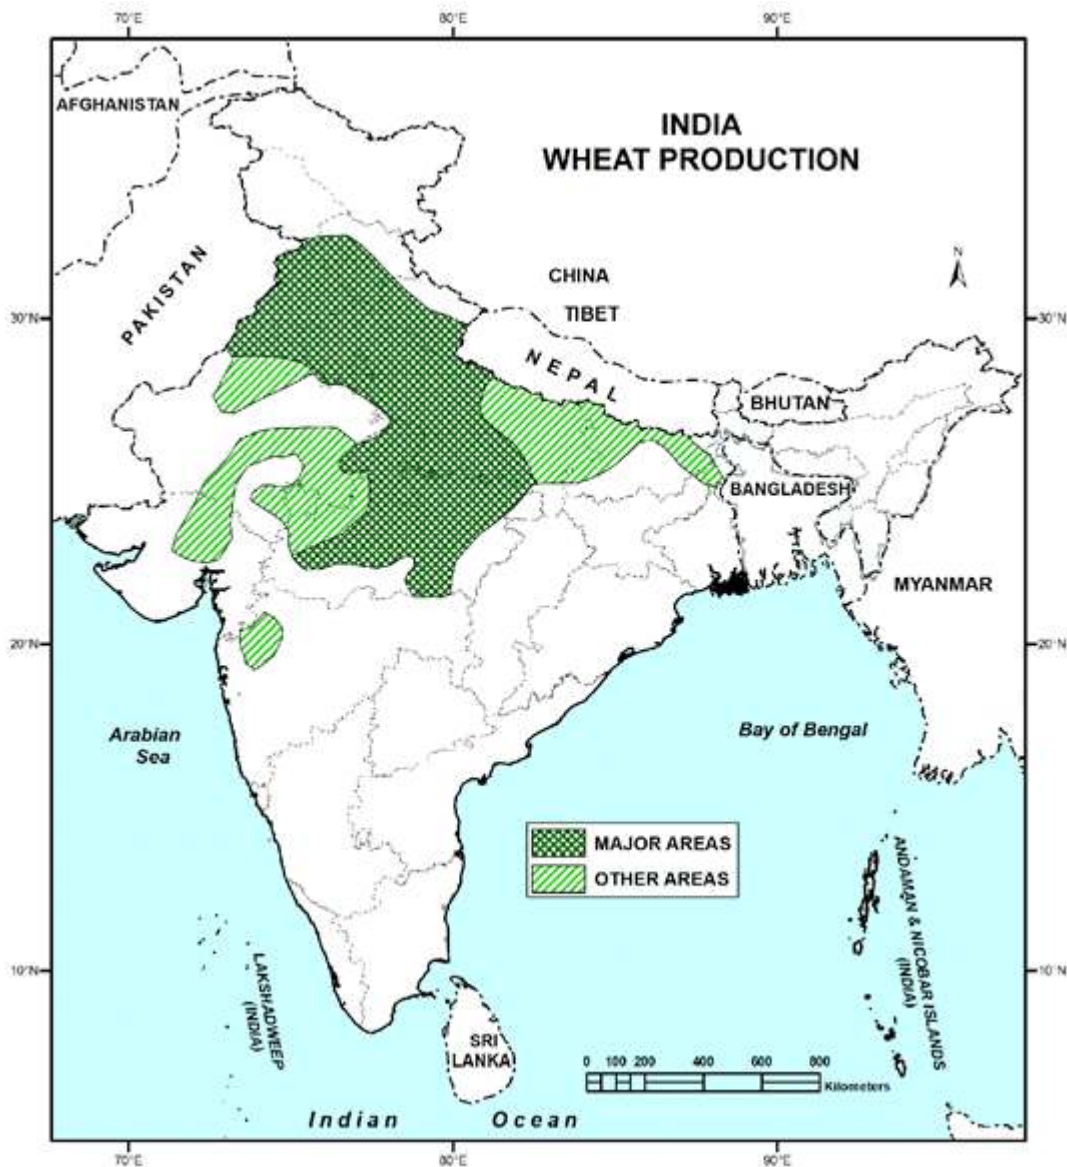 70°E 80°E 90°E
AFGHANISTAN
INDIA
WHEAT PRODUCTION
PAKISTAN
N
CHINA
TIBET
30°N 30°N
NEPAL
BHUTAN
BANGLADESH
MYANMAR
20°N 20°N
Arabian
Sea
Bay of Bengal
MAJOR AREAS
OTHER AREAS
ANDAMAN & NICOBAR ISLANDS
(INDIA)
LAKSHADWEEP
(INDIA)
10°N 10°N
SRI
LANKA
0 100 200 400 600 800
Kilometers
Indian Ocean
70°E 80°E 90°E